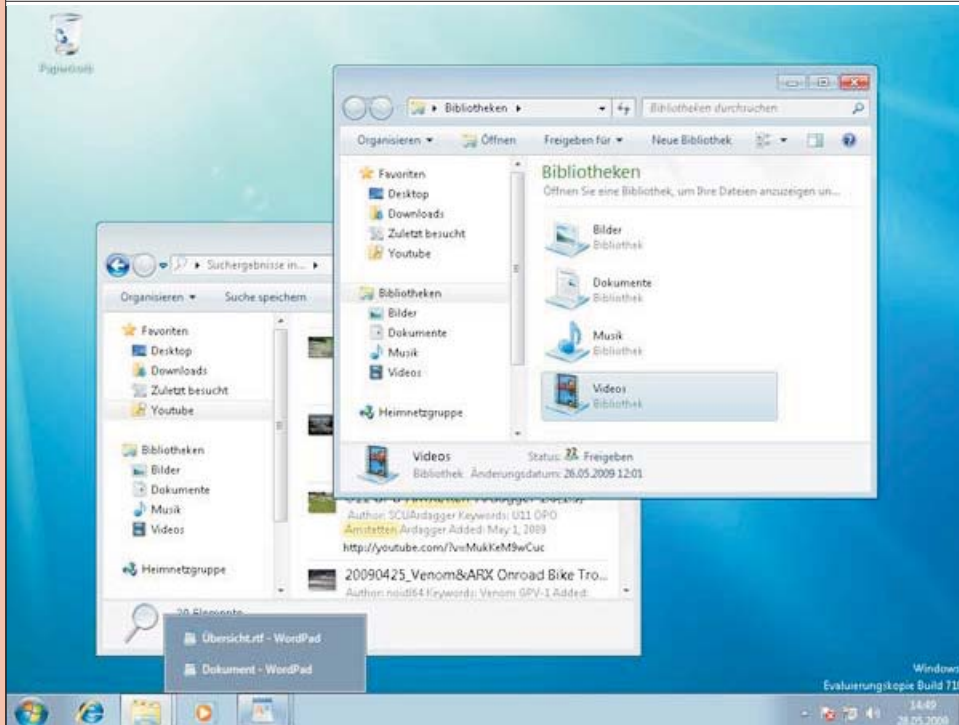 Papierkorb
Bibliotheken
Bibliotheken durchsuchen
Organisieren
Öffnen
Freigeben für
Neue Bibliothek
Favoriten
Desktop
Downloads
Zuletzt besucht
Youtube
Bibliotheken
Bilder
Dokumente
Musik
Videos
Heimnetzgruppe
Bibliotheken
Öffnen Sie eine Bibliothek, um Ihre Dateien anzuzeigen un...
Bilder
Bibliothek
Dokumente
Bibliothek
Musik
Bibliothek
Videos
Bibliothek
Videos Status: Freigeben
Bibliothek Änderungsdatum: 26.05.2009 12:01
Suchergebnisse in...
Organisieren
Suche speichern
Favoriten
Desktop
Downloads
Zuletzt besucht
Youtube
Bibliotheken
Bilder
Dokumente
Musik
Videos
Heimnetzgruppe
Author: SCUArdagger Keywords: U11 OPO
Amstetten Ardagger Added: May 1, 2009
http://youtube.com/?v=MukKeM9wCuc
20090425_Venom&ARX Onroad Bike Tro...
Author: noidl64 Keywords: Venom GPV-1 Added:
20 Elemente
Übersicht.rtf - WordPad
Dokument - WordPad
Windows
Evaluierungskopie Build 710
14:49
28.05.2009